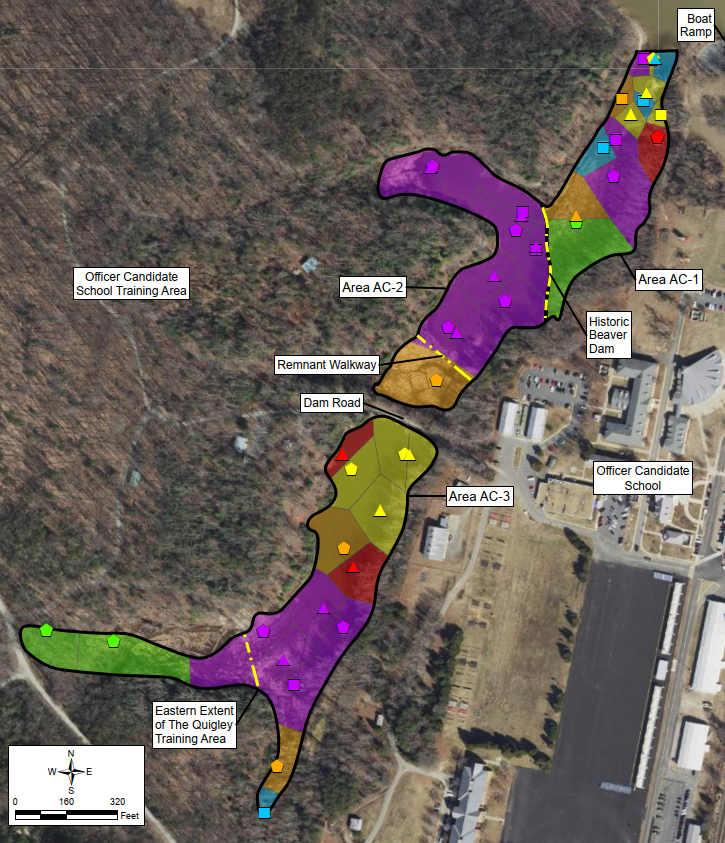 Boat
Ramp
Officer Candidate
School Training Area
Area AC-2
Area AC-1
Historic
Beaver
Dam
Remnant Walkway
Dam Road
Officer Candidate
School
Area AC-3
Eastern Extent
of The Quigley
Training Area
N
W E
S
0 160 320
Feet